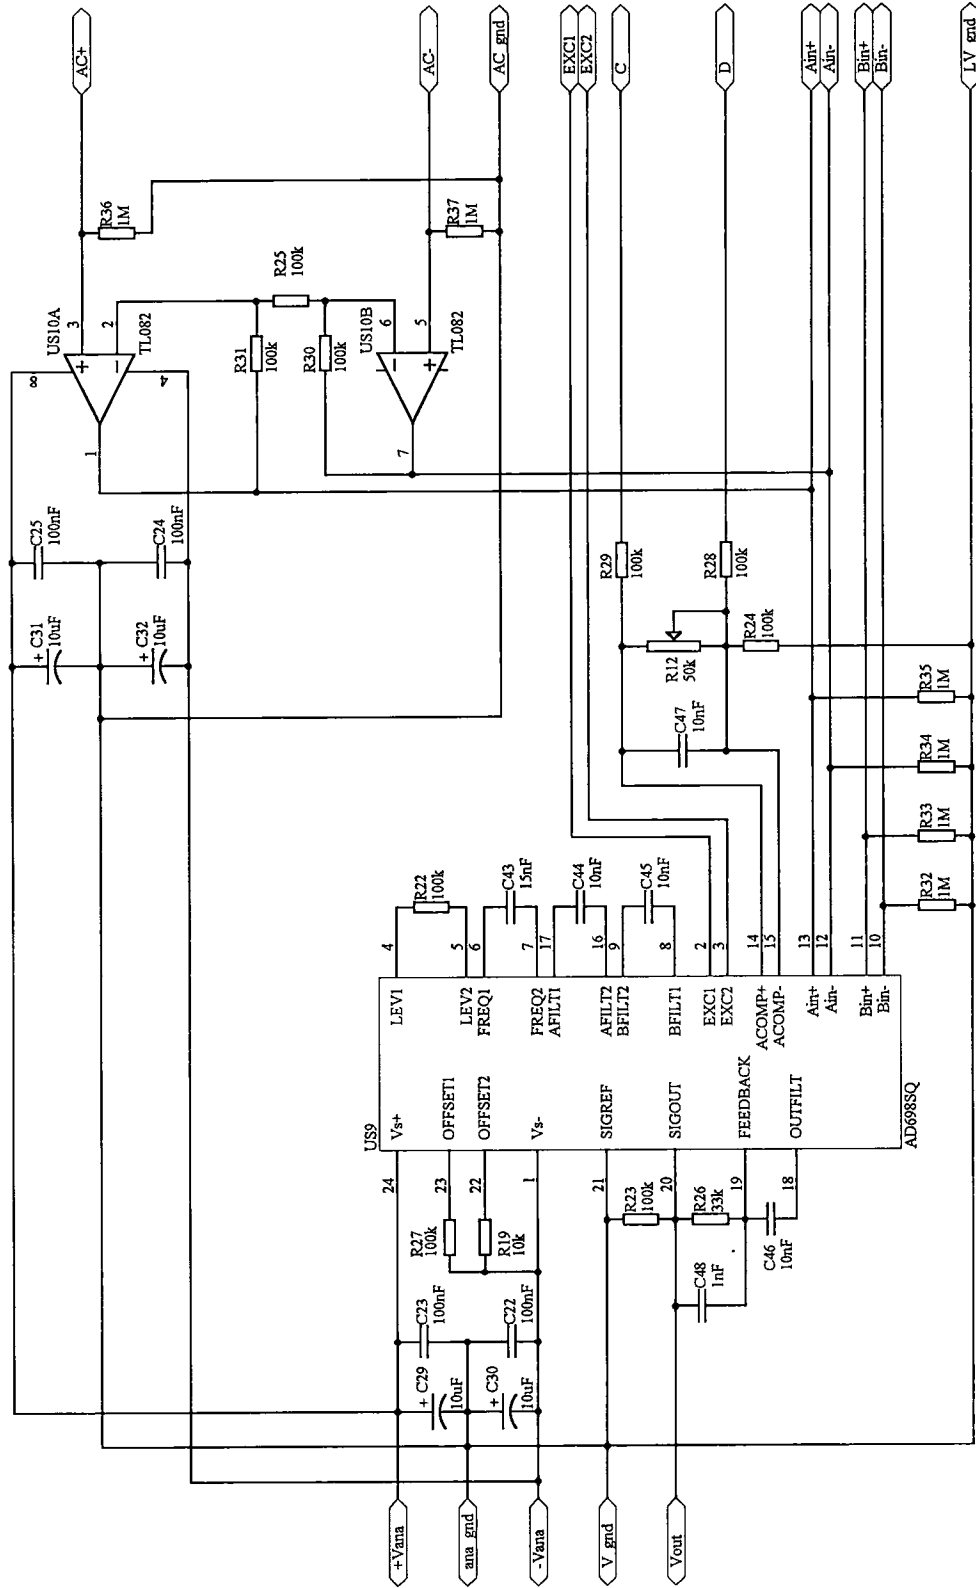 +Vana
ana gnd
-Vana
V gnd
Vout
C29
10uF
C30
10uF
C23
100nF
C22
100nF
R27
100k
R19
10k
C48
1nF
R23
100k
R26
33k
C46
10nF
24
23
22
1
21
20
19
18
US9
Vs+
OFFSET1
OFFSET2
Vs-
SIGREF
SIGOUT
FEEDBACK
OUTFILT
AD698SQ
LEV1
LEV2
FREQ1
FREQ2
AFILT1
AFILT2
BFILT2
BFILT1
EXC1
EXC2
ACOMP+
ACOMP-
Ain+
Ain-
Bin+
Bin-
4
5
6
7
17
16
9
8
2
3
14
15
13
12
11
10
R22
100k
C43
15nF
C44
10nF
C45
10nF
R32
1M
R33
1M
R34
1M
R35
1M
C47
10nF
R12
50k
R24
100k
R29
100k
R28
100k
C31
10uF
C32
10uF
C25
100nF
C24
100nF
1
8
4
US10A
3
2
TL082
R31
100k
R30
100k
R25
100k
7
US10B
6
5
TL082
R36
1M
R37
1M
AC+
AC-
AC gnd
EXC1
EXC2
C
D
Ain+
Ain-
Bin+
Bin-
LV gnd